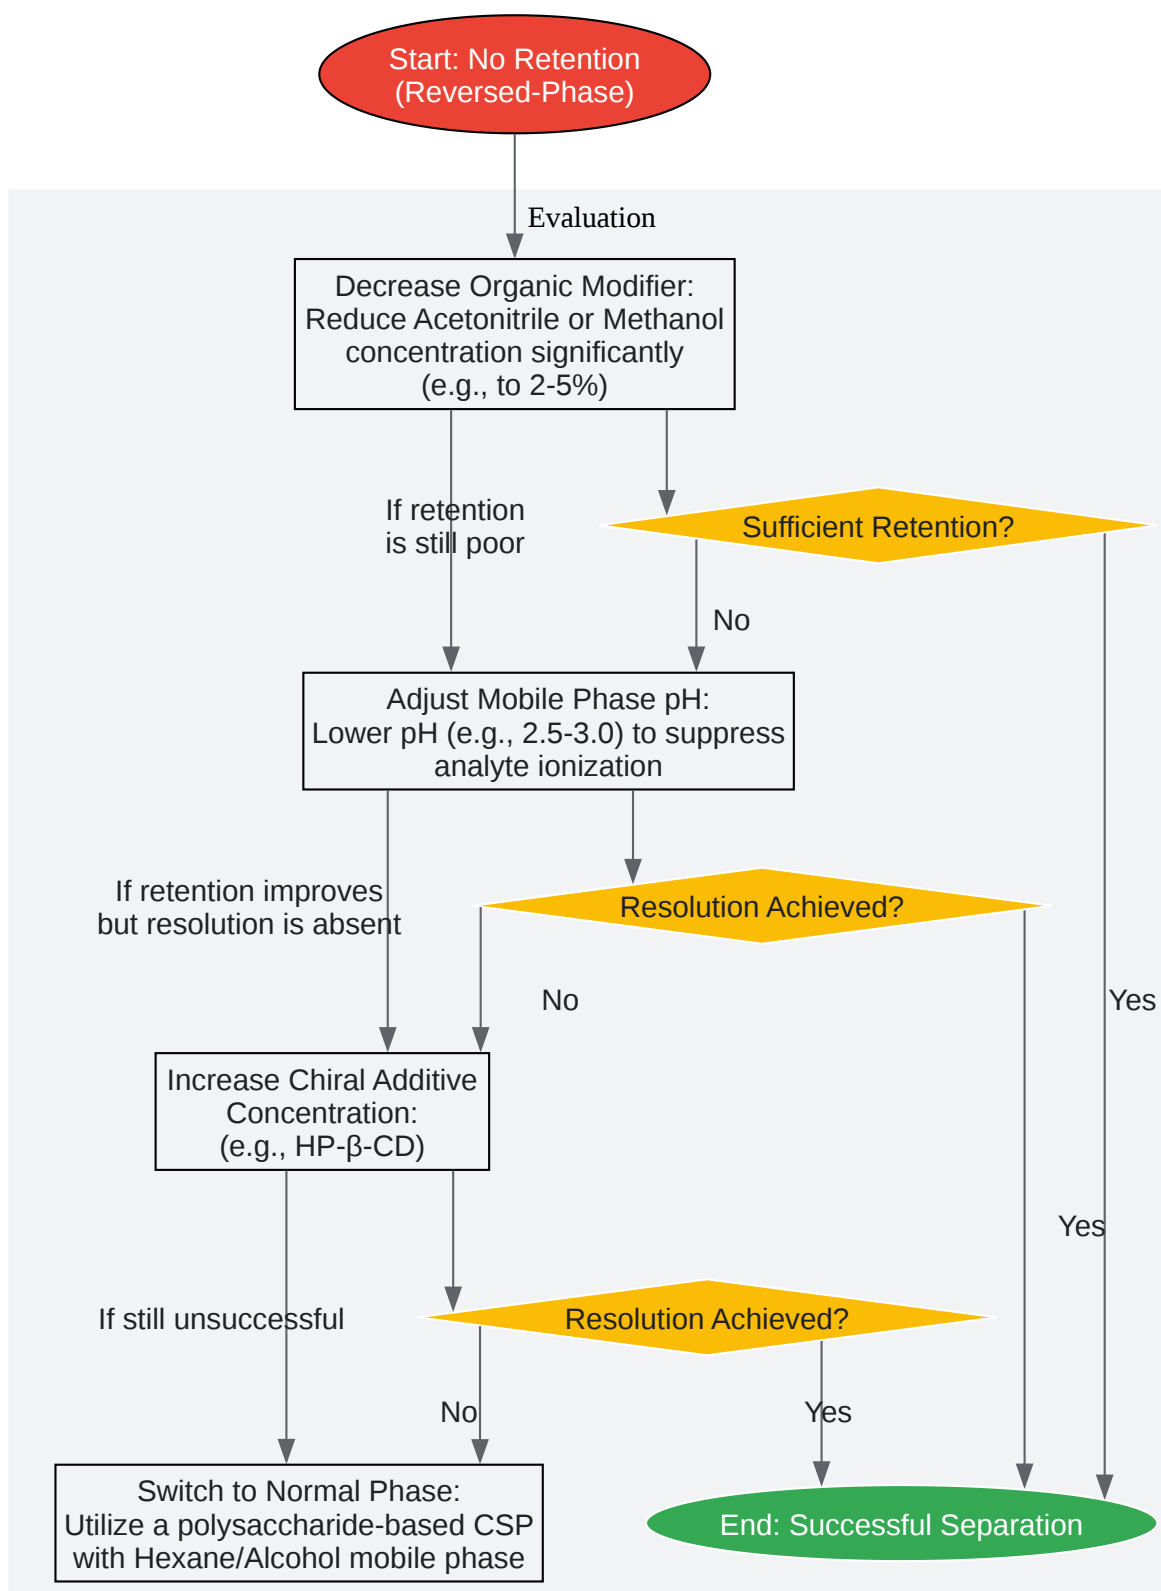 Start: No Retention
(Reversed-Phase)
Evaluation
Decrease Organic Modifier:
Reduce Acetonitrile or Methanol
concentration significantly
(e.g., to 2-5%)
If retention
is still poor
Sufficient Retention?
No
Adjust Mobile Phase pH:
Lower pH (e.g., 2.5-3.0) to suppress
analyte ionization
If retention improves
but resolution is absent
Resolution Achieved?
No
Yes
Increase Chiral Additive
Concentration:
(e.g., HP-β-CD)
Yes
If still unsuccessful
Resolution Achieved?
No
Yes
Switch to Normal Phase:
Utilize a polysaccharide-based CSP
with Hexane/Alcohol mobile phase
End: Successful Separation